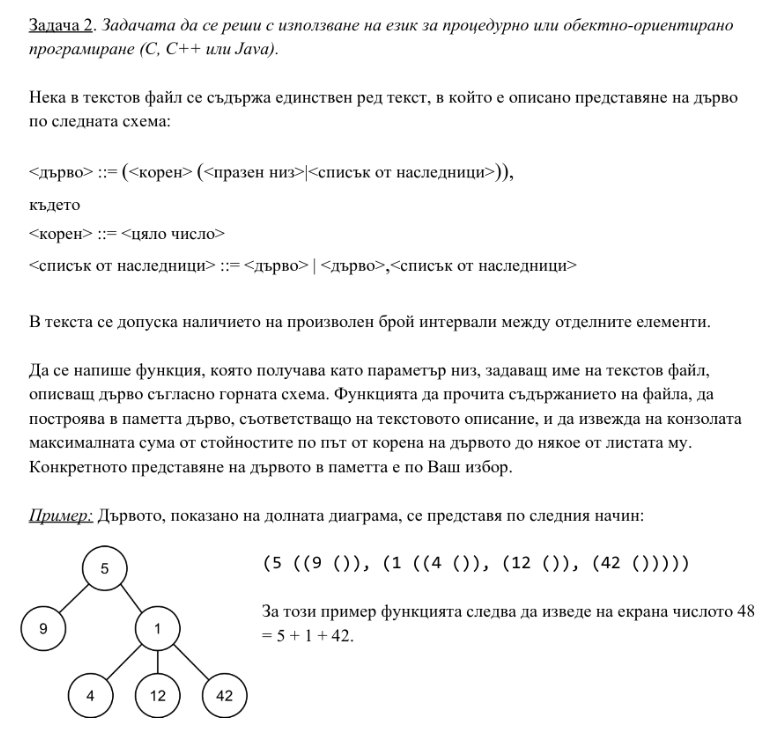 Задача 2. Задачата да се реши с използване на език за процедурно или обектно-ориентирано
програмиране (C, C++ или Java).
Нека в текстов файл се съдържа единствен ред текст, в който е описано представяне на дърво
по следната схема:
<дърво> ::= (<корен> (<празен низ>|<списък от наследници>)),
където
<корен> ::= <цяло число>
<списък от наследници> ::= <дърво> | <дърво>,<списък от наследници>
В текста се допуска наличието на произволен брой интервали между отделните елементи.
Да се напише функция, която получава като параметър низ, задаващ име на текстов файл,
описващ дърво съгласно горната схема. Функцията да прочита съдържанието на файла, да
построява в паметта дърво, съответстващо на текстовото описание, и да извежда на конзолата
максималната сума от стойностите по път от корена на дървото до някое от листата му.
Конкретното представяне на дървото в паметта е по Ваш избор.
Пример: Дървото, показано на долната диаграма, се представя по следния начин:
(5 ((9 ()), (1 ((4 ()), (12 ()), (42 ())))))
За този пример функцията следва да изведе на екрана числото 48
= 5 + 1 + 42.
5
9 1
4 12 42